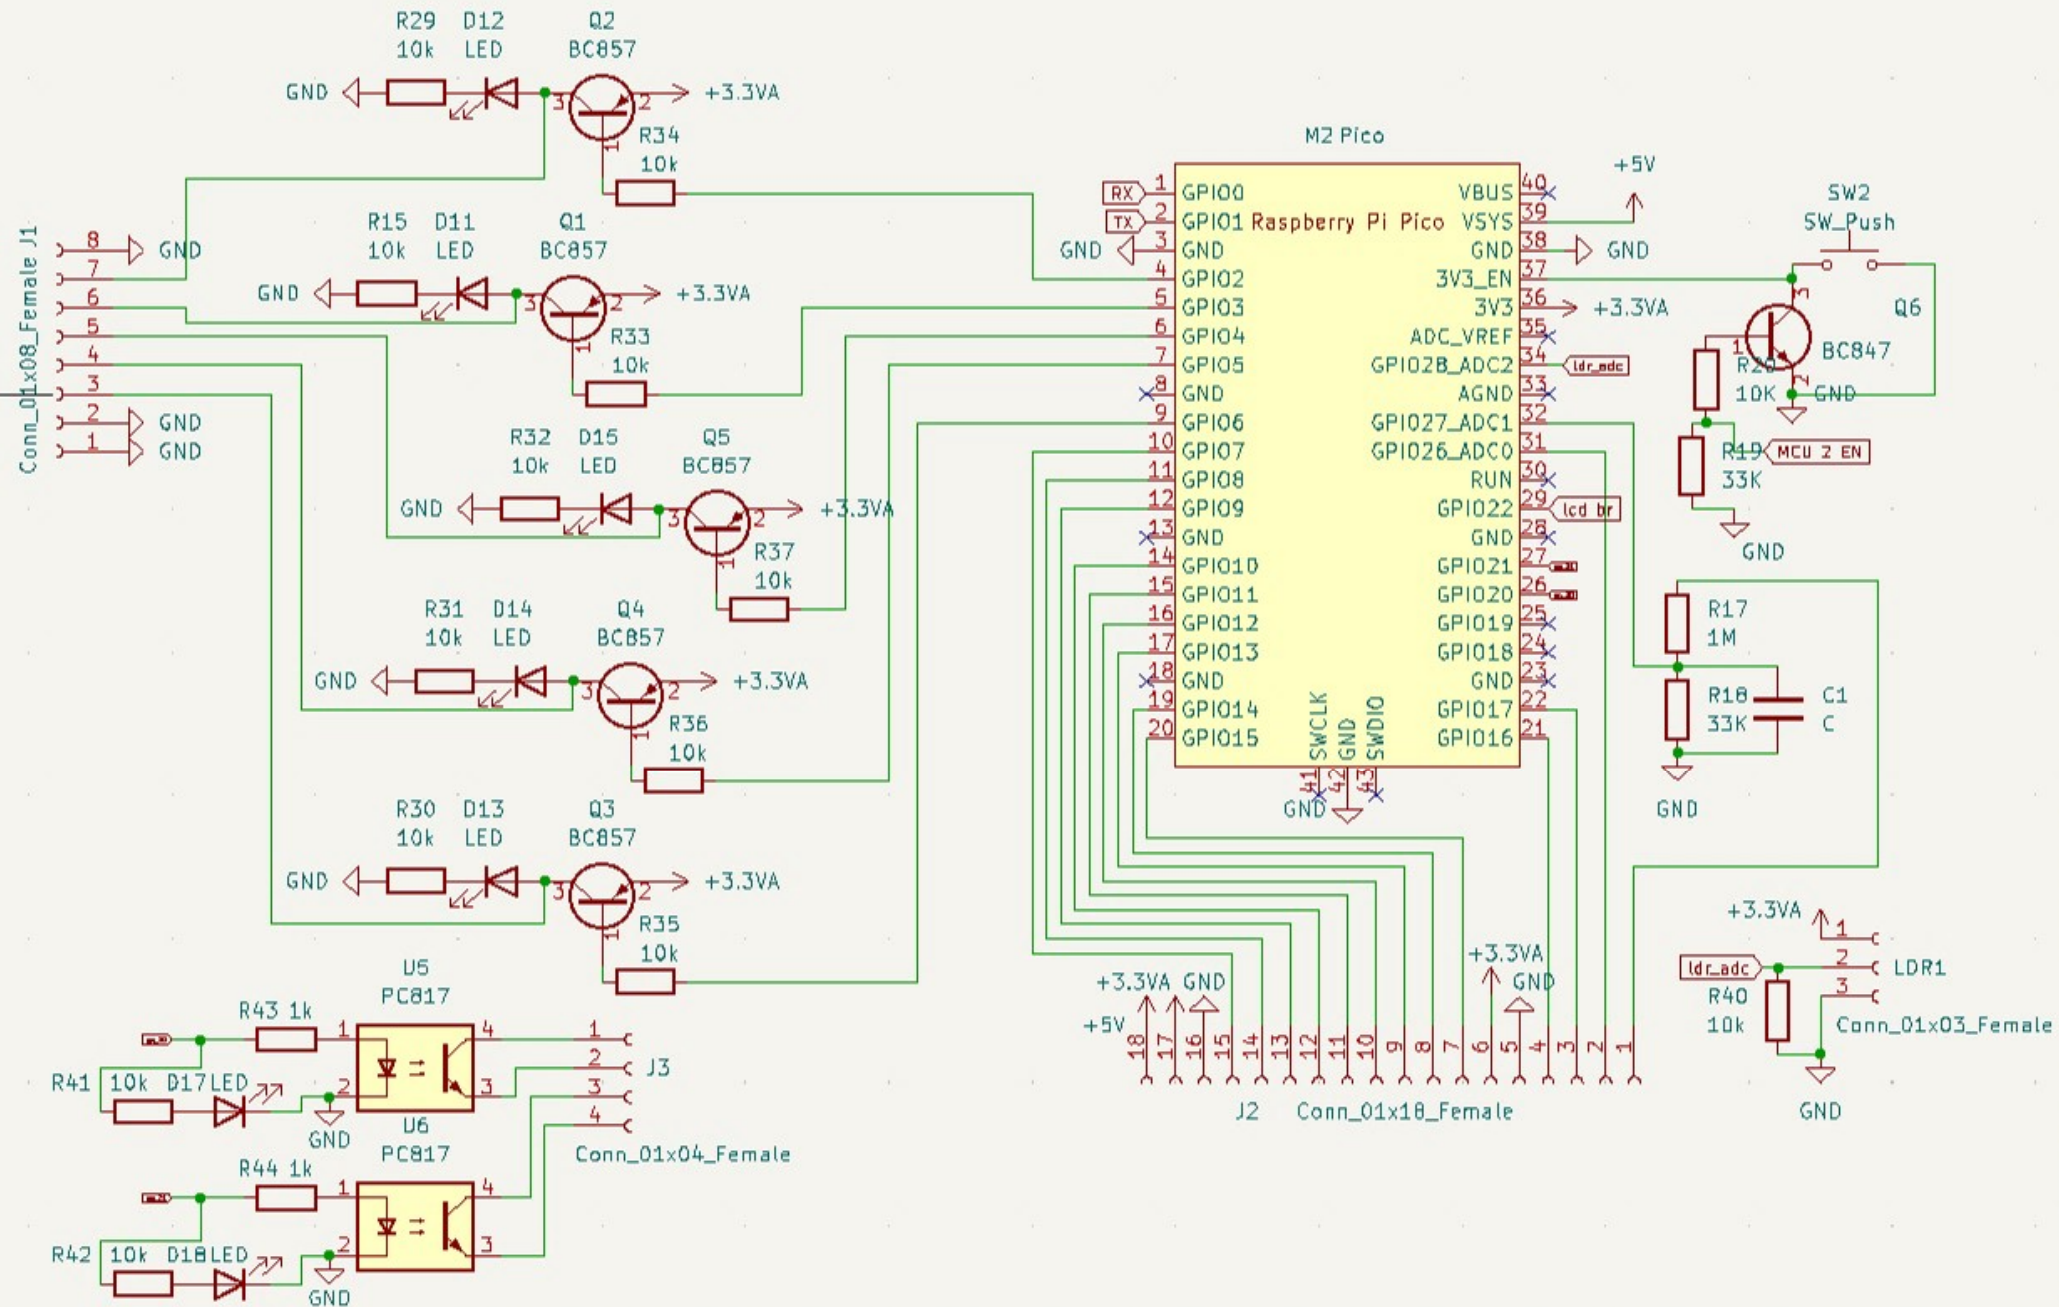 R29 D12 Q2
10k LED BC857
GND 3 2 +3.3VA
1
R34
10k
R15 D11 Q1
10k LED BC857
GND 3 2 +3.3VA
1
R33
10k
Conn_01x08_Female J1
8 GND
7
6
5
4
3
2 GND
1 GND
R32 D15 Q5
10k LED BC857
GND 3 2 +3.3VA
1
R37
10k
R31 D14 Q4
10k LED BC857
GND 3 2 +3.3VA
1
R36
10k
R30 D13 Q3
10k LED BC857
GND 3 2 +3.3VA
1
R35
10k
U5
PC817
R43 1k 1 4
2 3
R41 10k D17 LED
GND
U6
PC817
R44 1k 1 4
2 3
R42 10k D18 LED
GND
1
2 J3
3
4
Conn_01x04_Female
M2 Pico
Raspberry Pi Pico
RX 1 GPIO0
TX 2 GPIO1
GND 3 GND
4 GPIO2
5 GPIO3
6 GPIO4
7 GPIO5
8 GND
9 GPIO6
10 GPIO7
11 GPIO8
12 GPIO9
13 GND
14 GPIO10
15 GPIO11
16 GPIO12
17 GPIO13
18 GND
19 GPIO14
20 GPIO15
VBUS 40
VSYS 39 +5V
GND 38 GND
3V3_EN 37
3V3 36 +3.3VA
ADC_VREF 35
GPIO28_ADC2 34 ldr_adc
AGND 33
GPIO27_ADC1 32
GPIO26_ADC0 31
RUN 30
GPIO22 29 lcd br
GND 28
GPIO21 27
GPIO20 26
GPIO19 25
GPIO18 24
GND 23
GPIO17 22
GPIO16 21
SWCLK GND SWDIO
41 42 43
GND
SW2
SW_Push
3
Q6
1
BC847
2
R20
10K
GND
R19
33K
MCU 2 EN
GND
R17
1M
R18 C1
33K C
GND
+3.3VA 1
ldr_adc 2 LDR1
R40 3
10k Conn_01x03_Female
GND
+3.3VA GND +3.3VA GND
+5V
18 17 16 15 14 13 12 11 10 9 8 7 6 5 4 3 2 1
J2 Conn_01x18_Female